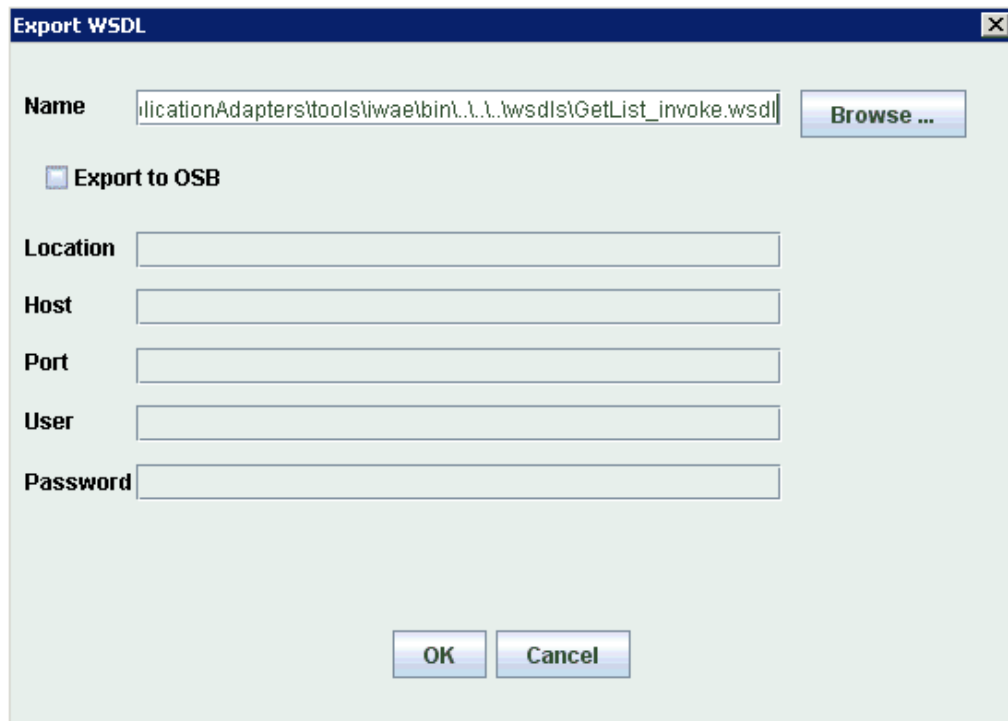 Export WSDL
Name
licationAdapters\tools\iwae\bin\..\..\..\wsdls\GetList_invoke.wsdl
Browse ...
Export to OSB
Location
Host
Port
User
Password
OK
Cancel